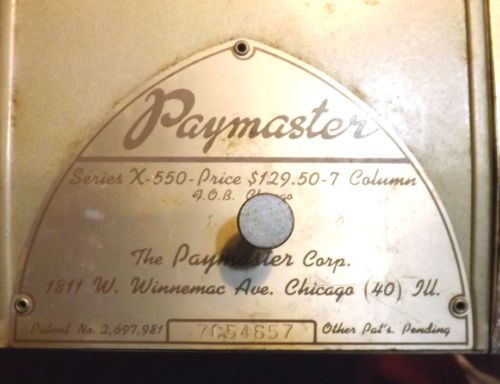 Paymaster
Series X-550-Price $129.50-7 Column
F.O.B. Chicago
The Paymaster Corp.
1811 W. Winnemac Ave. Chicago (40) Ill.
Patent No. 2,697,981 7C54657 Other Pat's. Pending